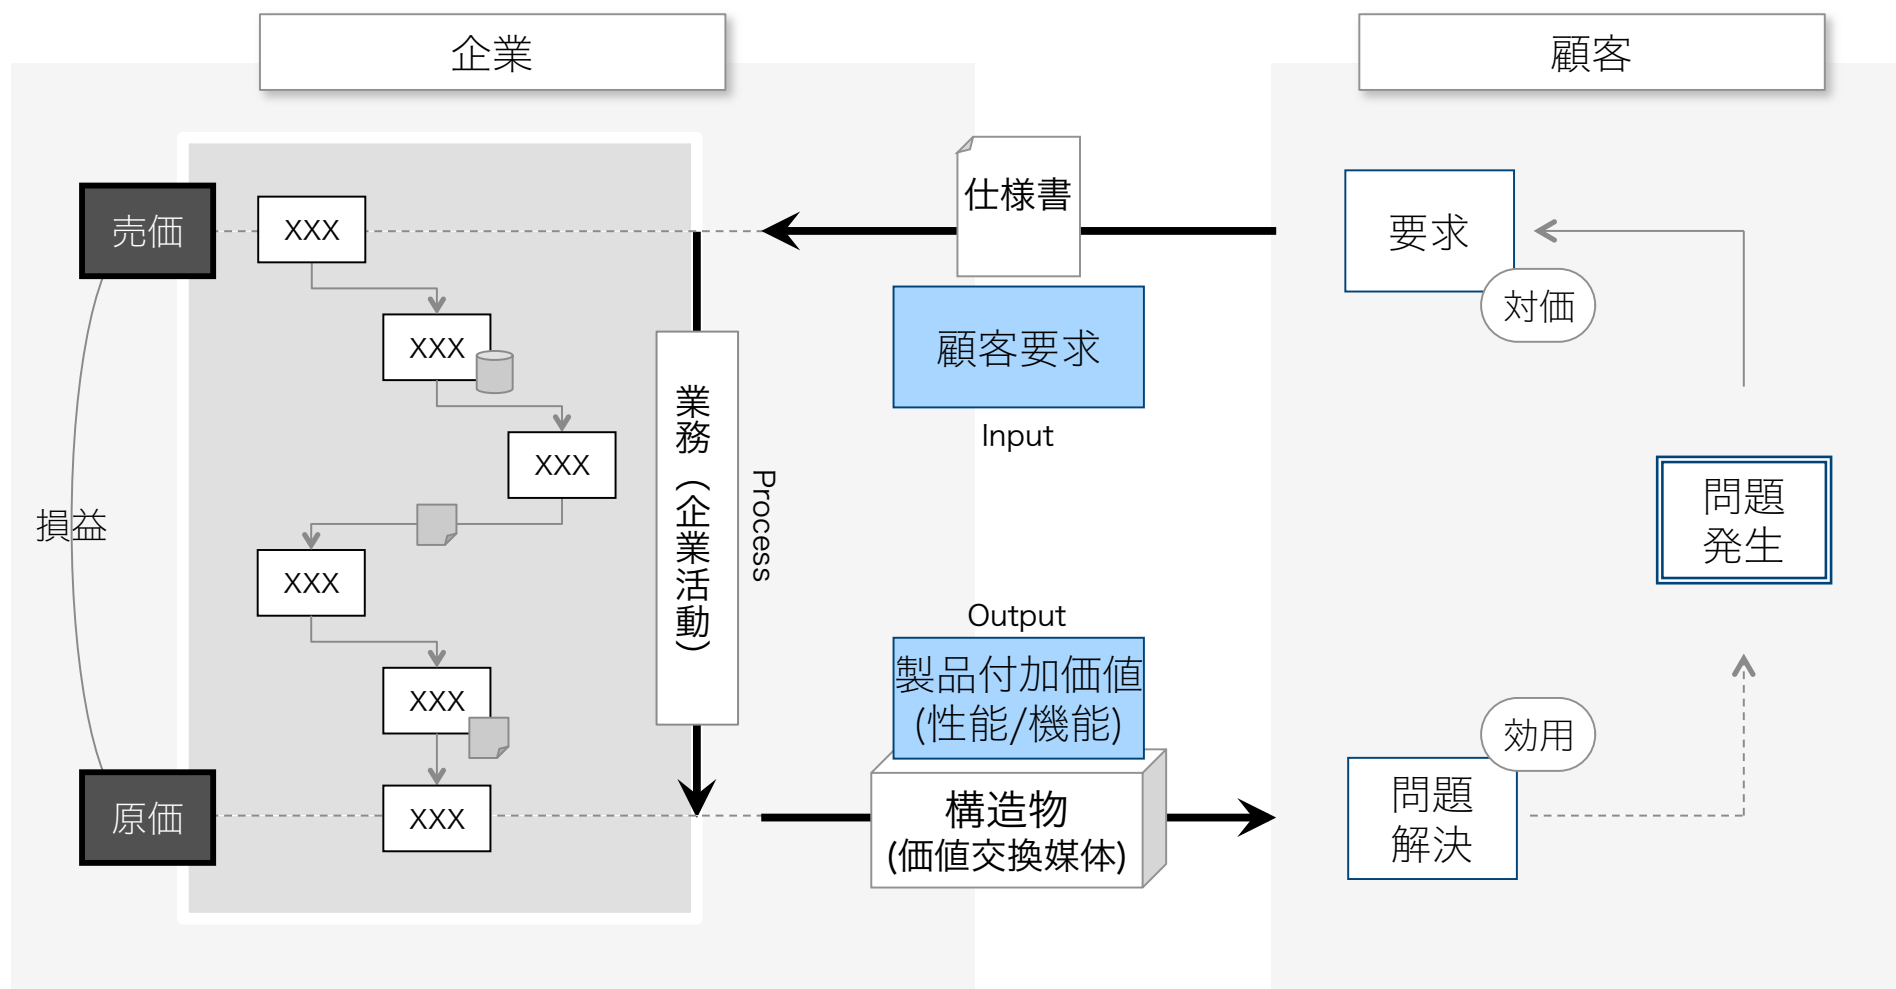 企業
顧客
売価
XXX
仕様書
要求
対価
XXX
顧客要求
Input
XXX
業務（企業活動）
Process
損益
問題
発生
XXX
Output
XXX
製品付加価値
(性能/機能)
効用
原価
XXX
構造物
(価値交換媒体)
問題
解決